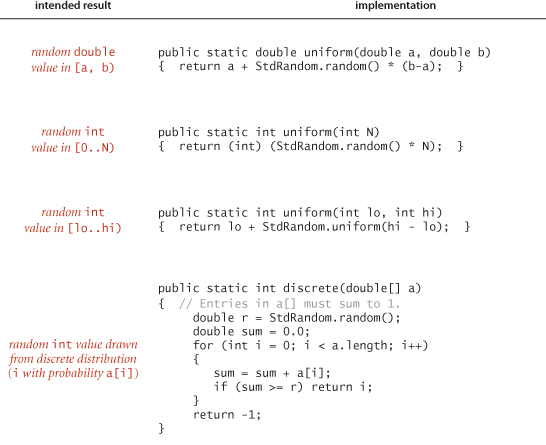 intended result implementation
random double public static double uniform(double a, double b)
value in [a, b) { return a + StdRandom.random() * (b-a); }
random int public static int uniform(int N)
value in [0..N) { return (int) (StdRandom.random() * N); }
random int public static int uniform(int lo, int hi)
value in [lo..hi) { return lo + StdRandom.uniform(hi - lo); }
public static int discrete(double[] a)
{ // Entries in a[] must sum to 1.
double r = StdRandom.random();
double sum = 0.0;
random int value drawn for (int i = 0; i < a.length; i++)
from discrete distribution {
(i with probability a[i]) sum = sum + a[i];
if (sum >= r) return i;
}
return -1;
}